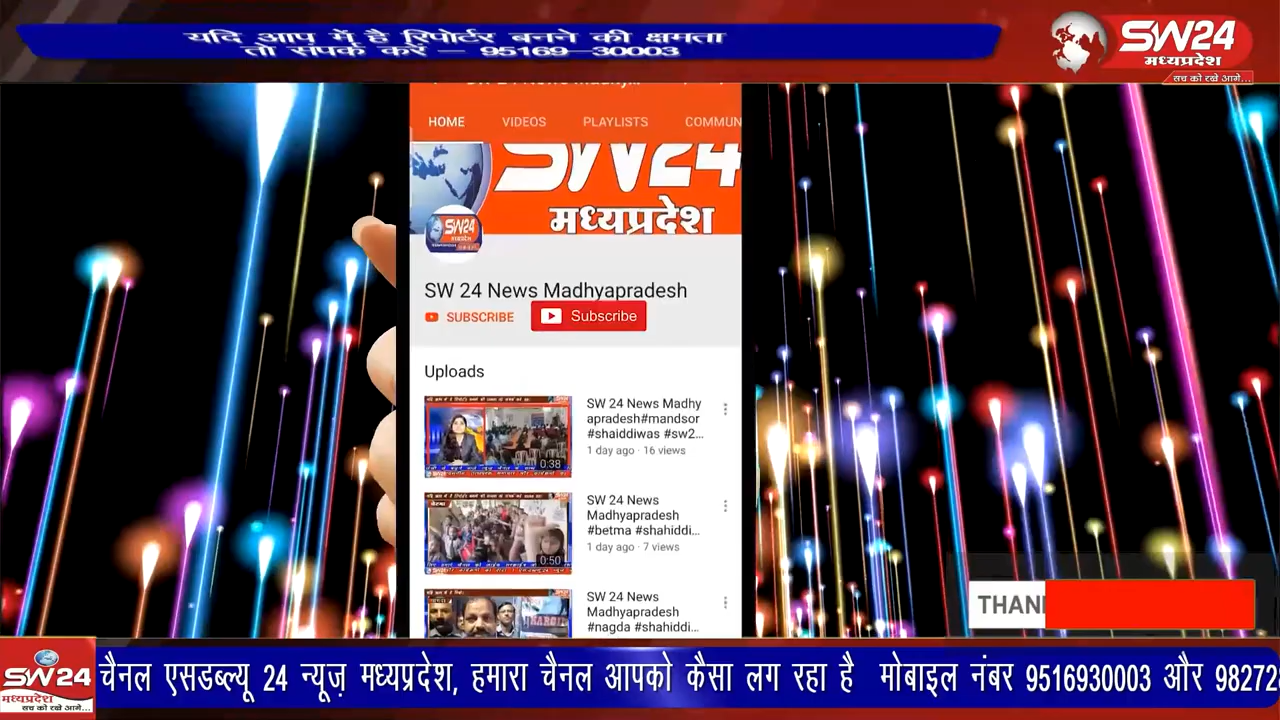 यदि आप में है रिपोर्टर बनने की क्षमता
तो संपर्क करें – 95169–30003
SW24
मध्यप्रदेश
सच को रखे आगे...
HOME VIDEOS PLAYLISTS COMMUN
SW24
मध्यप्रदेश
SW24
SW 24 News Madhyapradesh
SUBSCRIBE Subscribe
Uploads
SW 24 News Madhy
apradesh#mandsor
#shaiddiwas #sw2...
1 day ago · 16 views
0:38
SW 24 News
Madhyapradesh
#betma #shahiddi...
1 day ago · 7 views
0:50
SW 24 News
Madhyapradesh
#nagda #shahiddi...
THAN
SW24
मध्यप्रदेश
सच को रखे आगे...
चैनल एसडब्ल्यू 24 न्यूज़ मध्यप्रदेश, हमारा चैनल आपको कैसा लग रहा है मोबाइल नंबर 9516930003 और 982728